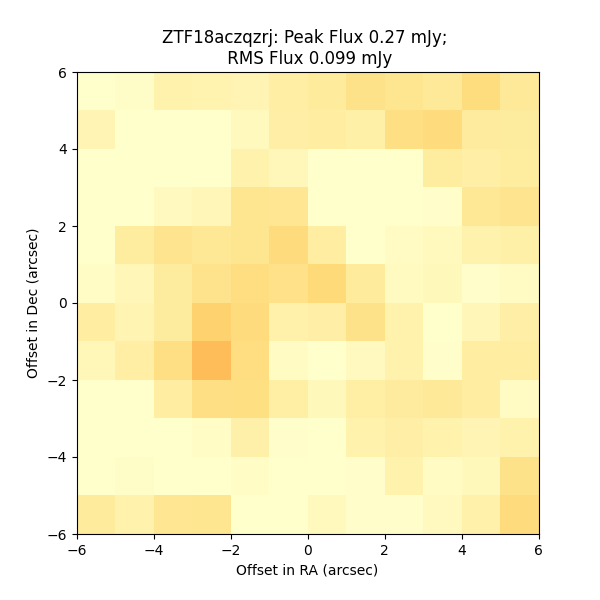 ZTF18aczqzrj: Peak Flux 0.27 mJy;
RMS Flux 0.099 mJy
6
4
2
0
−2
−4
−6
Offset in Dec (arcsec)
−6 −4 −2 0 2 4 6
Offset in RA (arcsec)